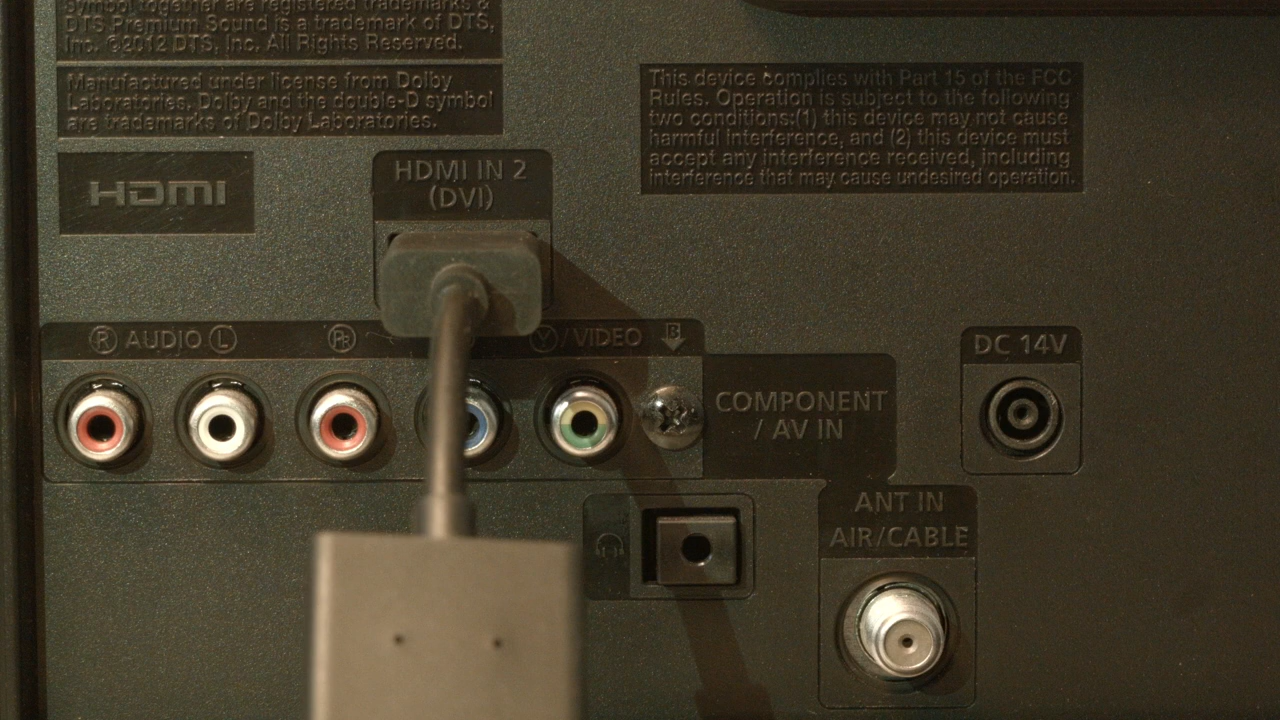 Symbol together are registered trademarks &
DTS Premium Sound is a trademark of DTS,
Inc. ©2012 DTS, Inc. All Rights Reserved.
Manufactured under license from Dolby
Laboratories. Dolby and the double-D symbol
are trademarks of Dolby Laboratories.
This device complies with Part 15 of the FCC
Rules. Operation is subject to the following
two conditions:(1) this device may not cause
harmful interference, and (2) this device must
accept any interference received, including
interference that may cause undesired operation.
HDMI
HDMI IN 2
(DVI)
R AUDIO L PR Y/VIDEO B
COMPONENT
/ AV IN
DC 14V
ANT IN
AIR/CABLE